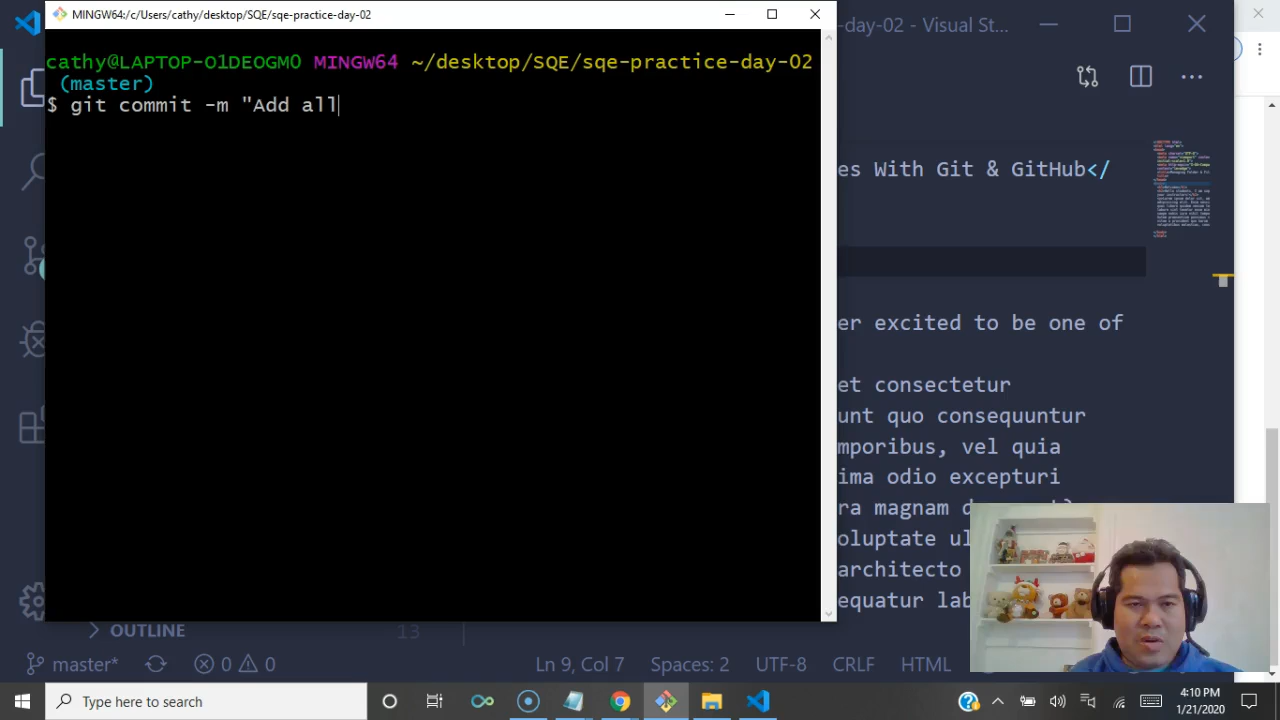 MINGW64:/c/Users/cathy/desktop/SQE/sqe-practice-day-02
-day-02 - Visual St...
cathy@LAPTOP-O1DEOGM0 MINGW64 ~/desktop/SQE/sqe-practice-day-02
(master)
$ git commit -m "Add all
es With Git & GitHub</
er excited to be one of
et consectetur
unt quo consequuntur
mporibus, vel quia
ima odio excepturi
ra magnam d
oluptate ul
architecto
equatur lab
OUTLINE
13
master*
0
0
Ln 9, Col 7
Spaces: 2
UTF-8
CRLF
HTML
Type here to search
4:10 PM
1/21/2020